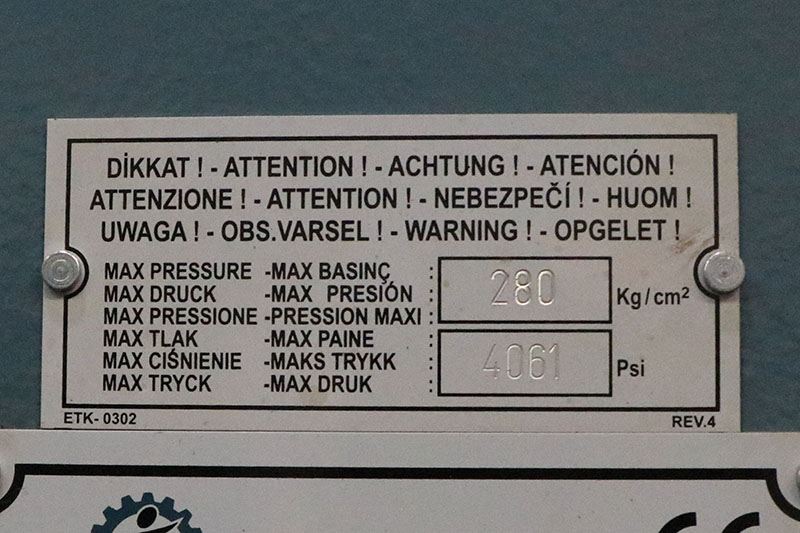 DİKKAT ! - ATTENTION ! - ACHTUNG ! - ATENCIÓN !
ATTENZIONE ! - ATTENTION ! - NEBEZPEČÍ ! - HUOM !
UWAGA ! - OBS.VARSEL ! - WARNING ! - OPGELET !
MAX PRESSURE -MAX BASINÇ :
MAX DRUCK -MAX PRESIÓN :
MAX PRESSIONE -PRESSION MAXI :
MAX TLAK -MAX PAINE :
MAX CIŚNIENIE -MAKS TRYKK :
MAX TRYCK -MAX DRUK :
280 Kg/cm²
4061 Psi
ETK- 0302 REV.4
CE